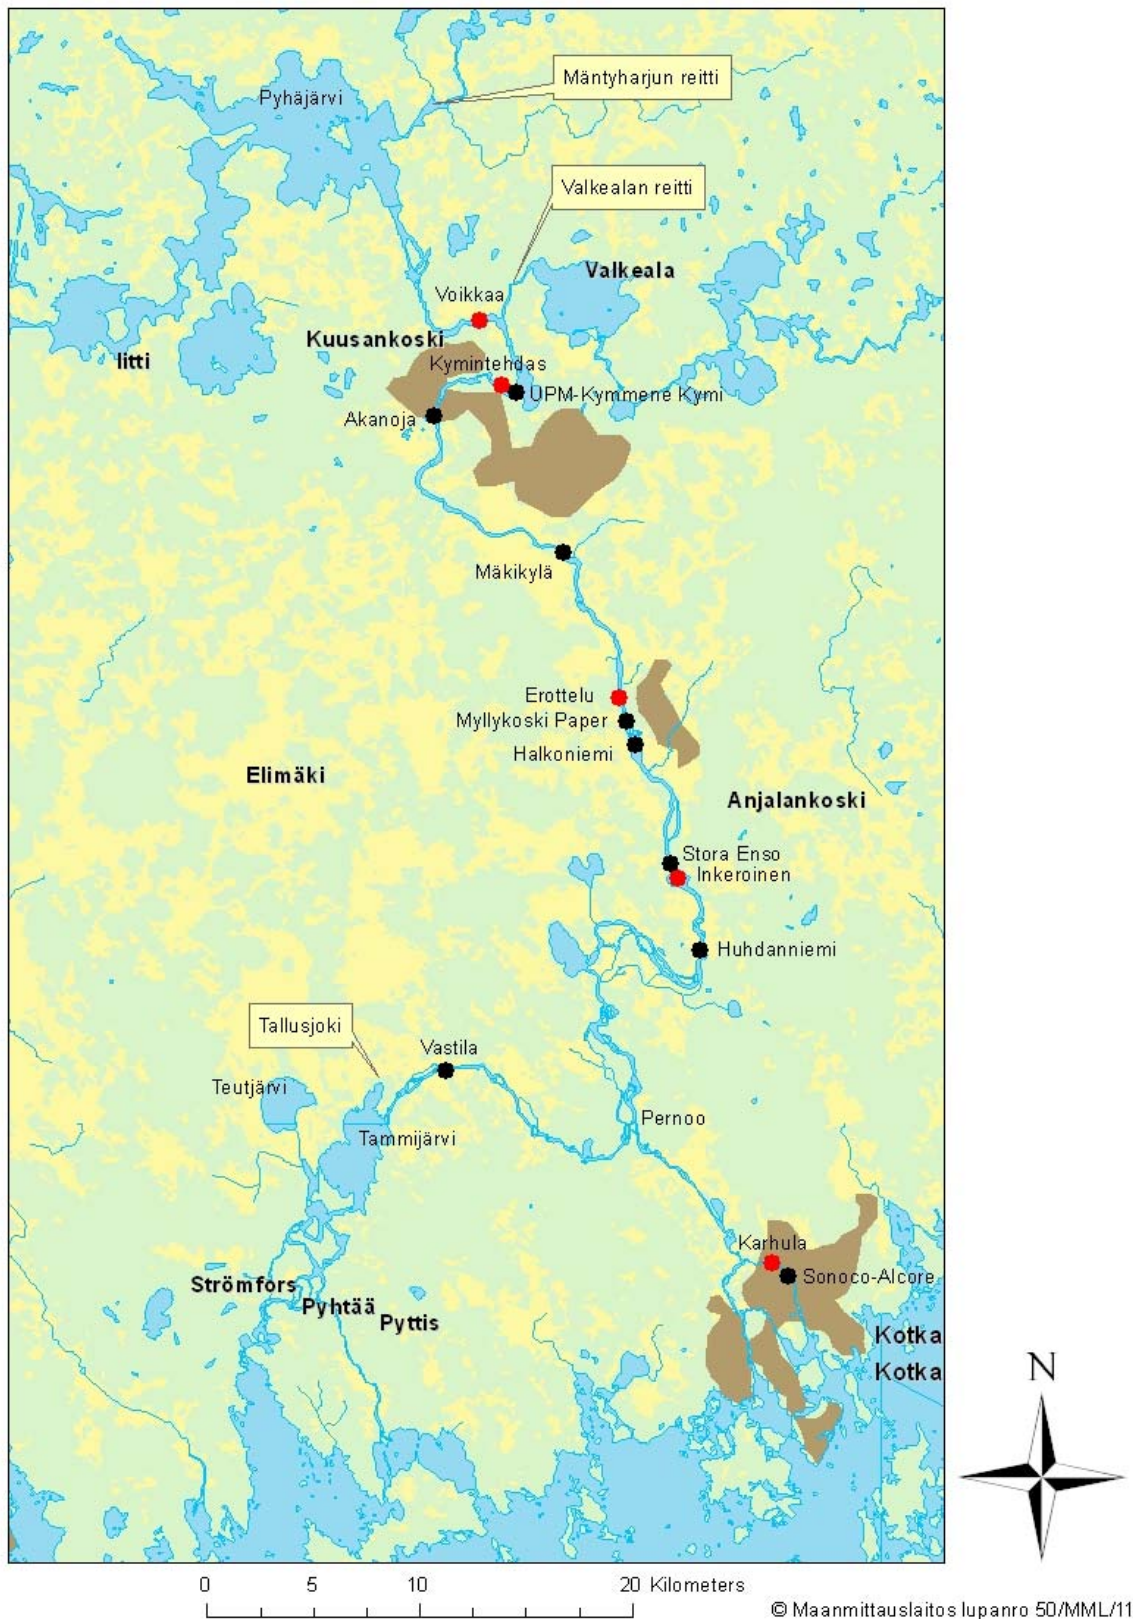 Mäntyharjun reitti
Pyhäjärvi
Valkealan reitti
Valkeala
Voikkaa
Kuusankoski
Iitti
Kymintehdas
UPM-Kymmene Kymi
Akanoja
Mäkikylä
Erottelu
Myllykoski Paper
Halkoniemi
Elimäki
Anjalankoski
Stora Enso
Inkeroinen
Huhdanniemi
Tallusjoki
Vastila
Teutjärvi
Pernoo
Tammijärvi
Karhula
Sonoco-Alcore
Strömfors
Pyhtää
Pyttis
Kotka
Kotka
N
0 5 10 20 Kilometers
© Maanmittauslaitos lupanro 50/MML/11